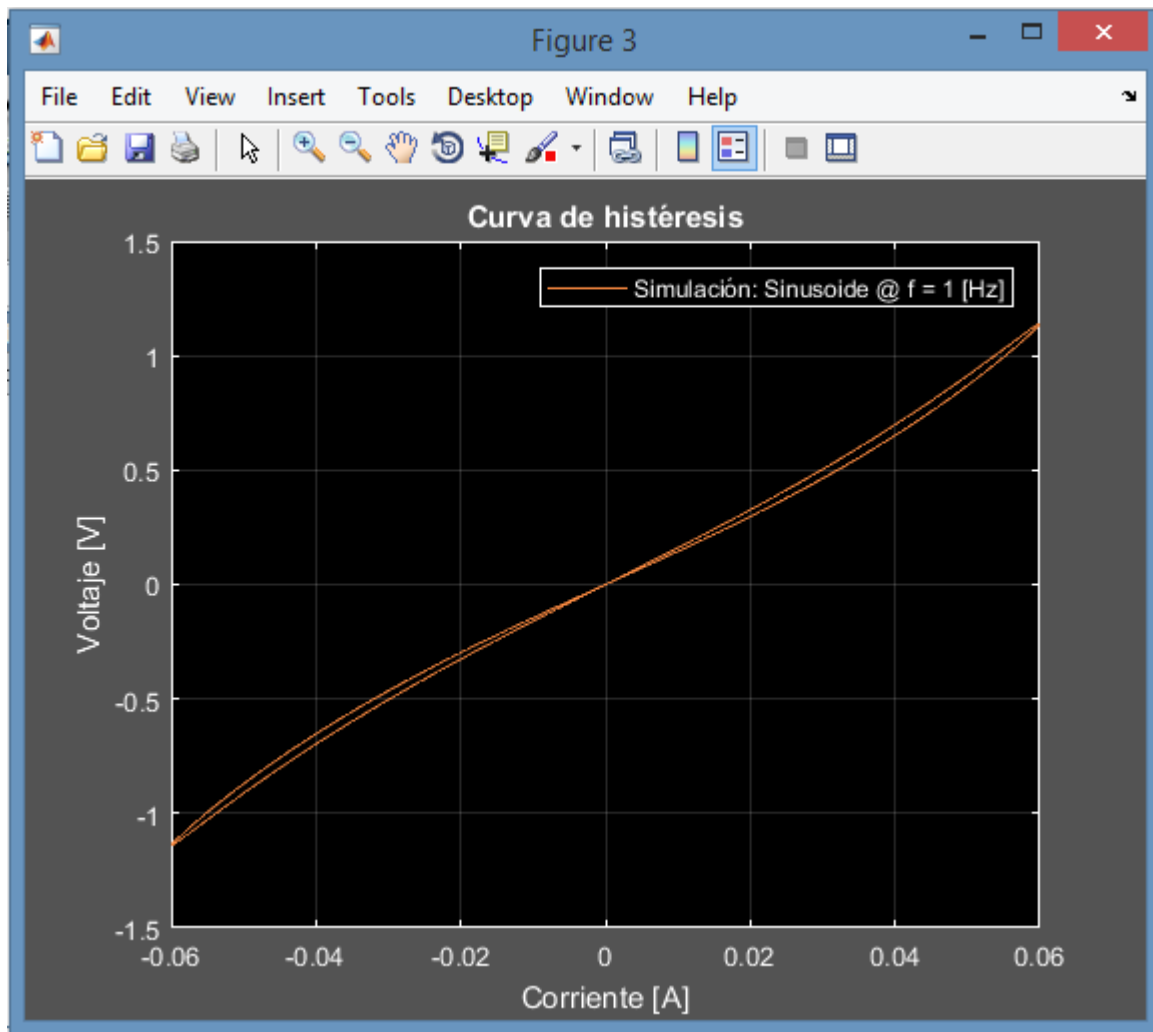 Figure 3
File Edit View Insert Tools Desktop Window Help
Curva de histéresis
Simulación: Sinusoide @ f = 1 [Hz]
1.5
1
0.5
0
-0.5
-1
-1.5
Voltaje [V]
-0.06 -0.04 -0.02 0 0.02 0.04 0.06
Corriente [A]